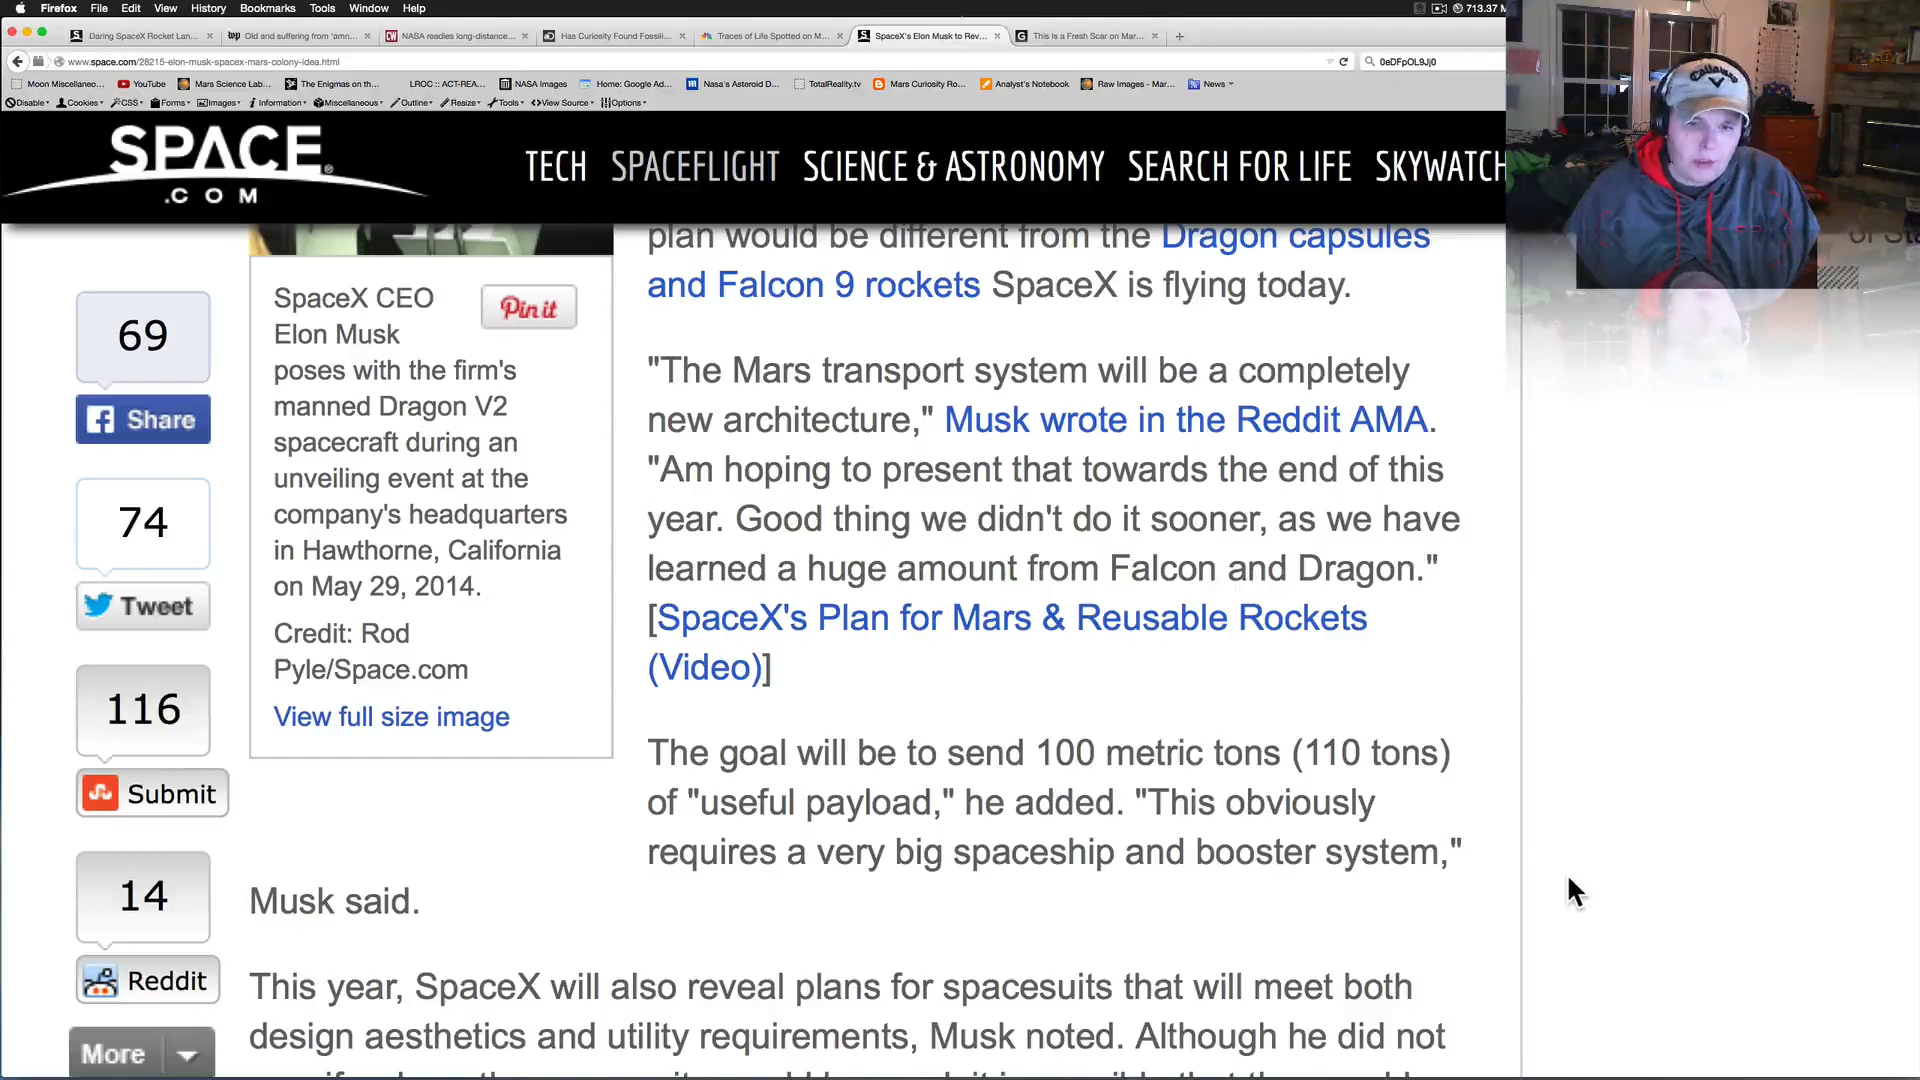 Firefox File Edit View History Bookmarks Tools Window Help 713.37 M
Daring SpaceX Rocket Lan... Old and suffering from 'amn... NASA readies long-distance... Has Curiosity Found Fossili... Traces of Life Spotted on M... SpaceX's Elon Musk to Rev... This Is a Fresh Scar on Mar...
www.space.com/28215-elon-musk-spacex-mars-colony-idea.html 0eDFpOL9Jj0
Moon Miscellaneo... YouTube Mars Science Lab... The Enigmas on th... LROC :: ACT-REA... NASA Images Home: Google Ad... Nasa's Asteroid D... TotalReality.tv Mars Curiosity Ro... Analyst's Notebook Raw Images - Mar... News
Disable Cookies CSS Forms Images Information Miscellaneous Outline Resize Tools View Source Options
SPACE
.COM
TECH SPACEFLIGHT SCIENCE & ASTRONOMY SEARCH FOR LIFE SKYWATCH
plan would be different from the Dragon capsules
and Falcon 9 rockets SpaceX is flying today.
"The Mars transport system will be a completely
new architecture," Musk wrote in the Reddit AMA.
"Am hoping to present that towards the end of this
year. Good thing we didn't do it sooner, as we have
learned a huge amount from Falcon and Dragon."
[SpaceX's Plan for Mars & Reusable Rockets
(Video)]
The goal will be to send 100 metric tons (110 tons)
of "useful payload," he added. "This obviously
requires a very big spaceship and booster system,"
Musk said.
This year, SpaceX will also reveal plans for spacesuits that will meet both
design aesthetics and utility requirements, Musk noted. Although he did not
SpaceX CEO
Elon Musk
poses with the firm's
manned Dragon V2
spacecraft during an
unveiling event at the
company's headquarters
in Hawthorne, California
on May 29, 2014.
Credit: Rod
Pyle/Space.com
View full size image
Pin it
69
Share
74
Tweet
116
Submit
14
Reddit
More
Callaway